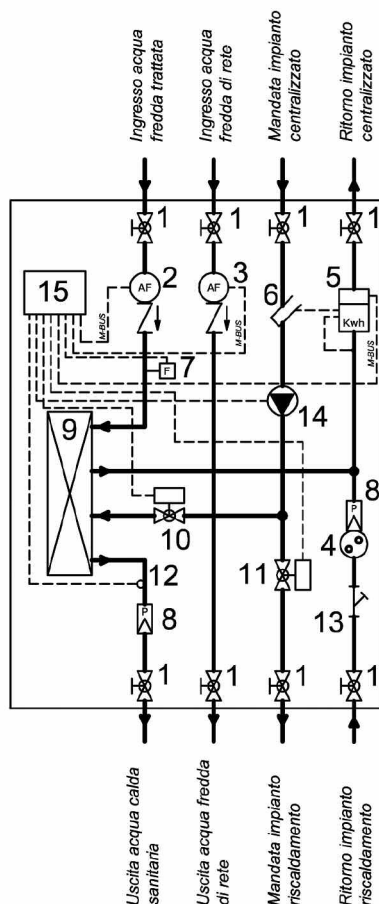 Ingresso acqua
fredda trattata
Ingresso acqua
fredda di rete
Mandata impianto
centralizzato
Ritorno impianto
centralizzato
1
1
1
1
15
2
AF
3
AF
6
5
Kwh
M-BUS
M-BUS
M-BUS
F
7
14
9
10
8
P
4
11
12
P
8
13
1
1
1
1
Uscita acqua calda
sanitaria
Uscita acqua fredda
di rete
Mandata impianto
riscaldamento
Ritorno impianto
riscaldamento